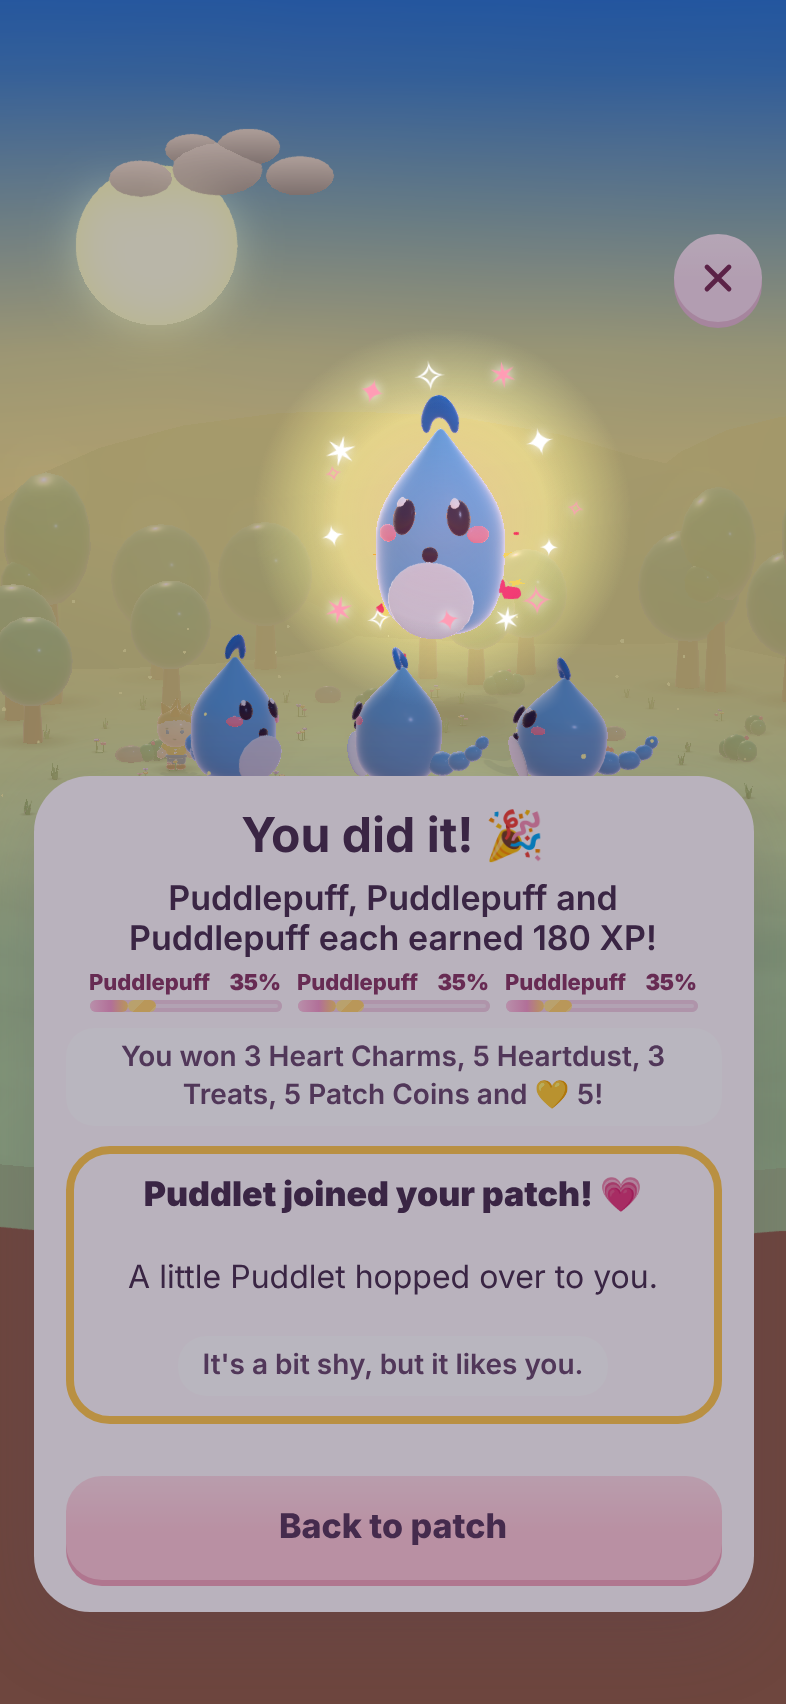 You did it! 🎉
Puddlepuff, Puddlepuff and
Puddlepuff each earned 180 XP!
Puddlepuff 35% Puddlepuff 35% Puddlepuff 35%
You won 3 Heart Charms, 5 Heartdust, 3
Treats, 5 Patch Coins and 💛 5!
Puddlet joined your patch! 💗
A little Puddlet hopped over to you.
It's a bit shy, but it likes you.
Back to patch